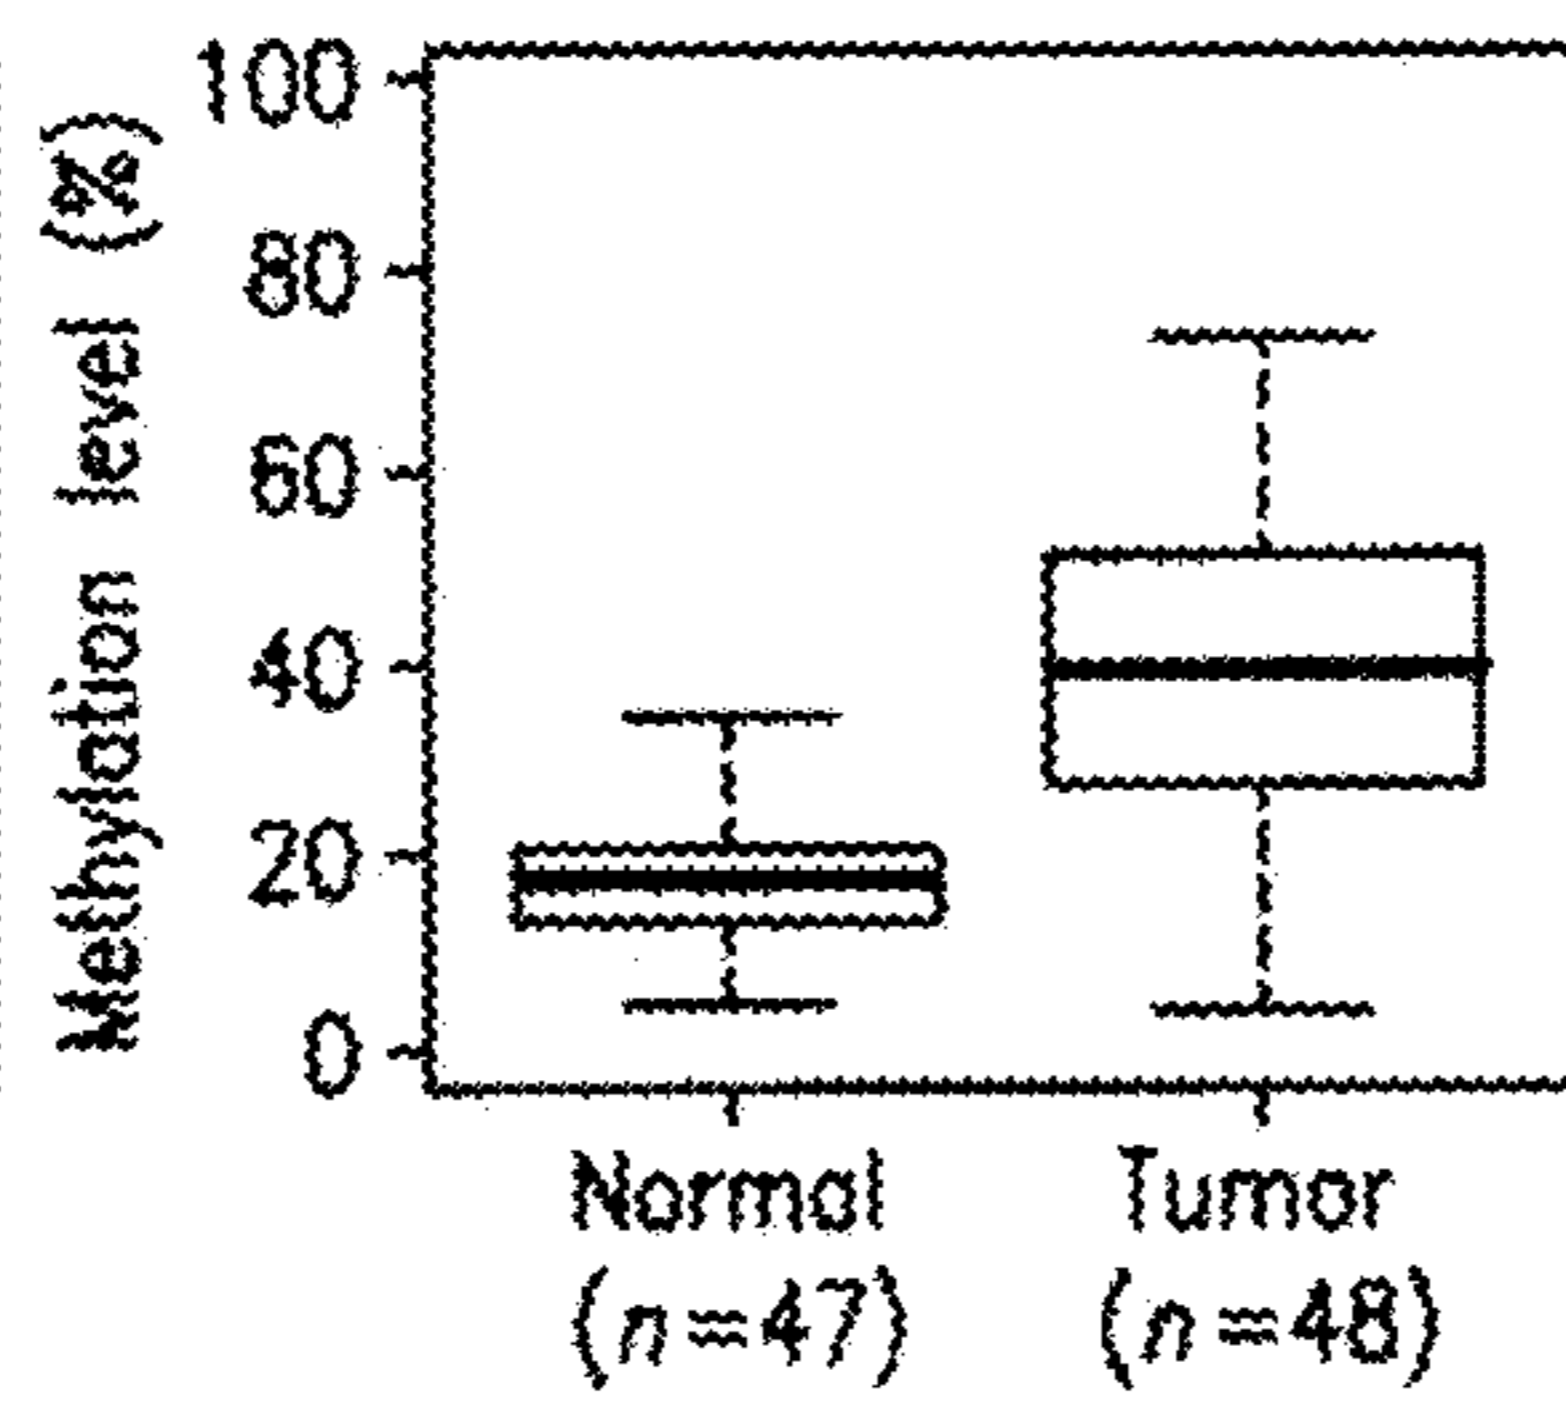 Methylation level (%)
100
80
60
40
20
0
Normal
(n=47)
Tumor
(n=48)